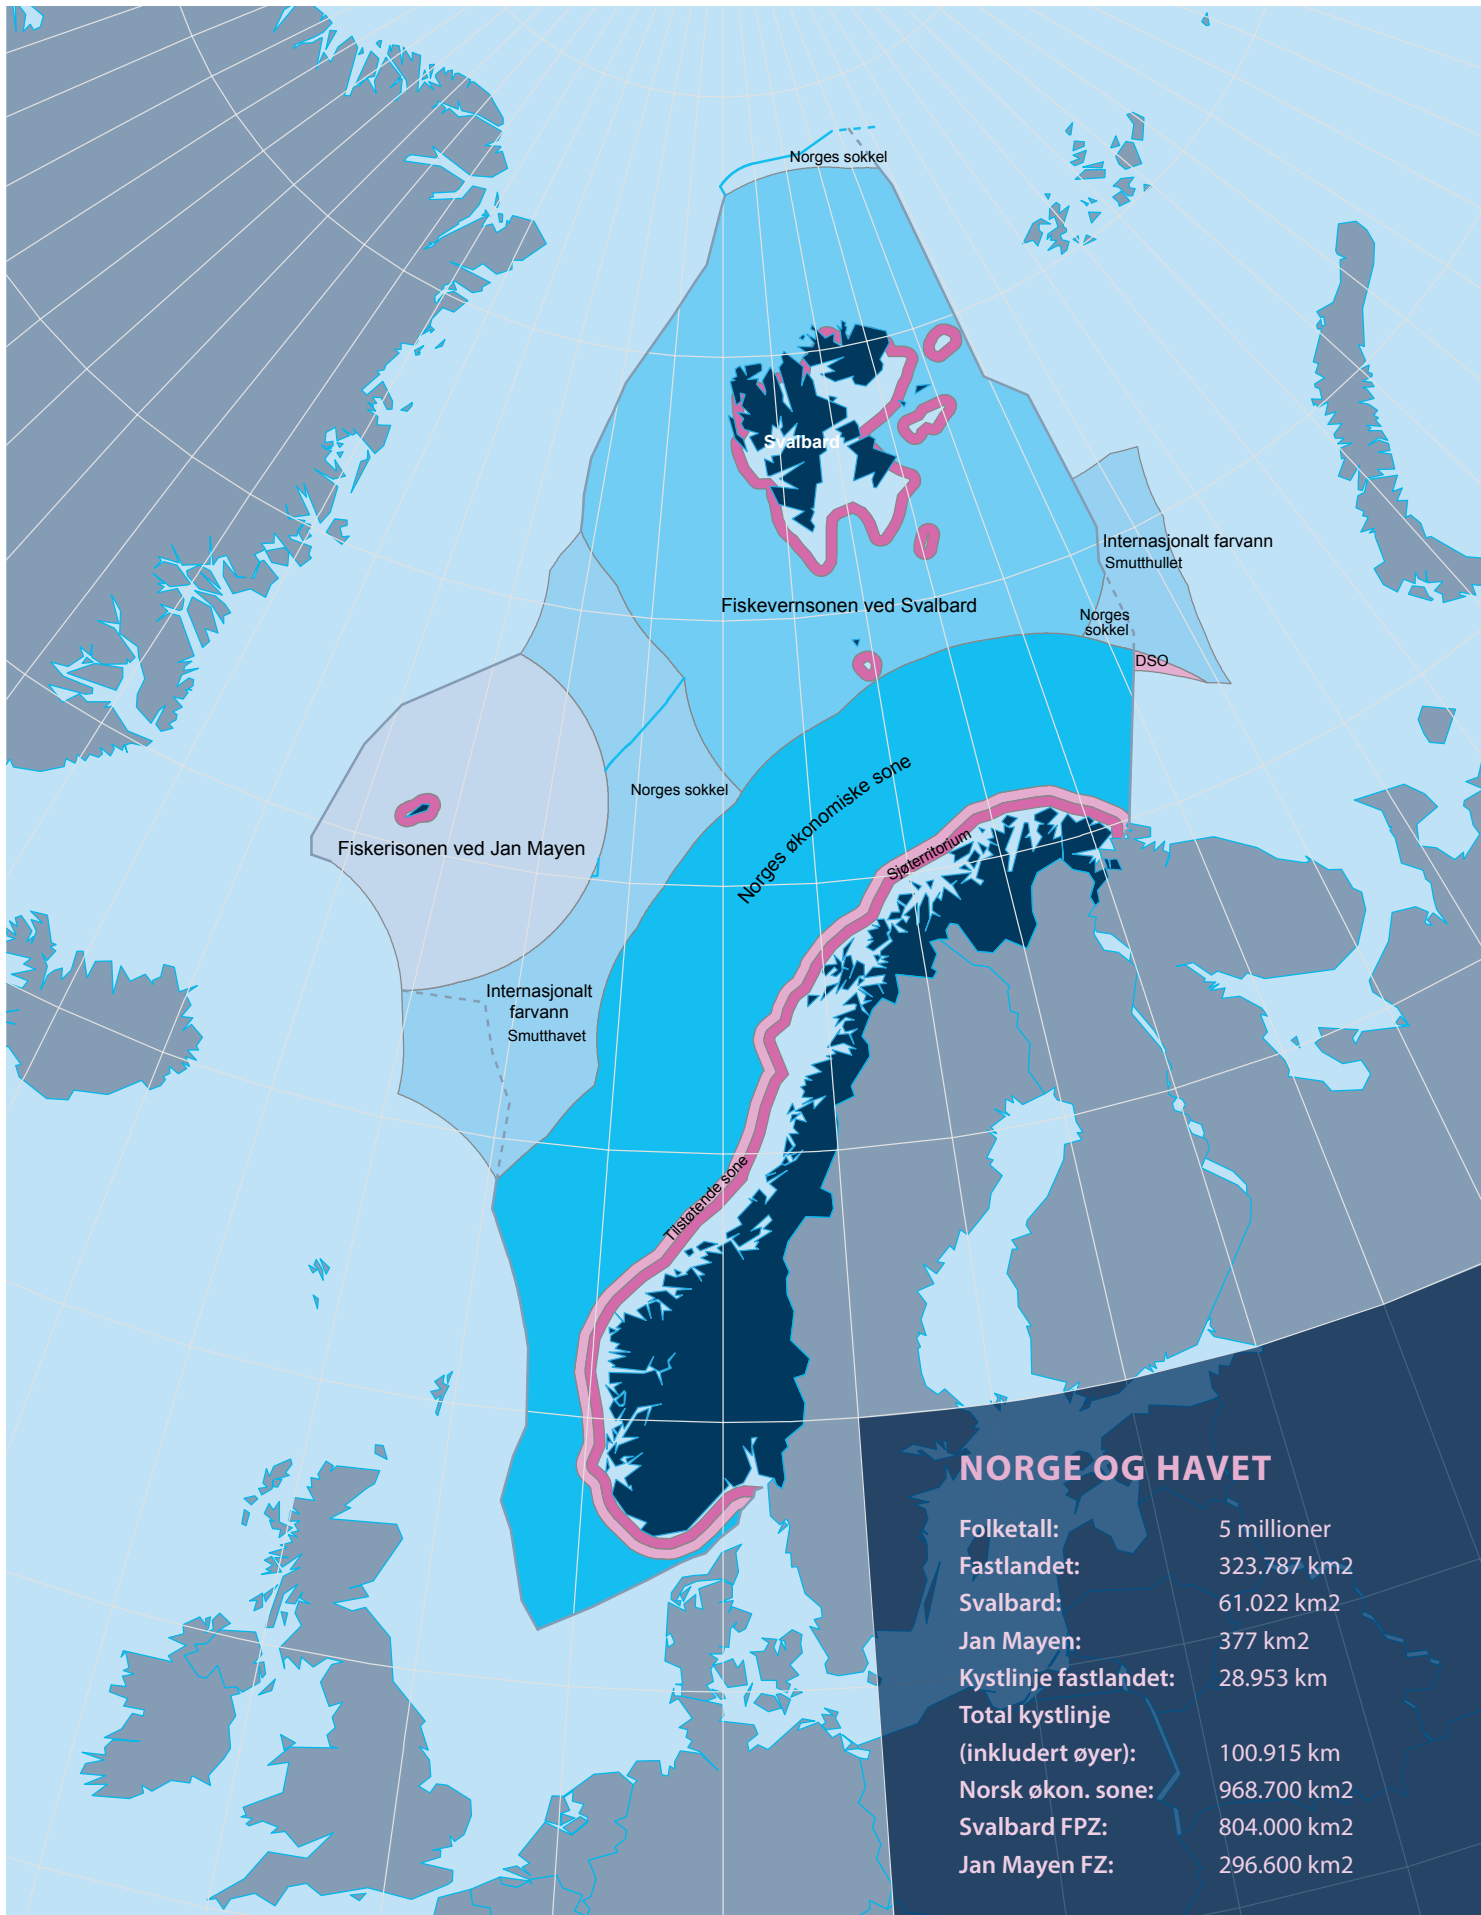 Norges sokkel
Svalbard
Internasjonalt farvann
Smutthullet
Fiskevernsonen ved Svalbard
Norges
sokkel
DSO
Norges økonomiske sone
Norges sokkel
Sjøterritorium
Fiskerisonen ved Jan Mayen
Internasjonalt
farvann
Smutthavet
Tilstøtende sone
NORGE OG HAVET
Folketall: 5 millioner
Fastlandet: 323.787 km2
Svalbard: 61.022 km2
Jan Mayen: 377 km2
Kystlinje fastlandet: 28.953 km
Total kystlinje
(inkludert øyer): 100.915 km
Norsk økon. sone: 968.700 km2
Svalbard FPZ: 804.000 km2
Jan Mayen FZ: 296.600 km2